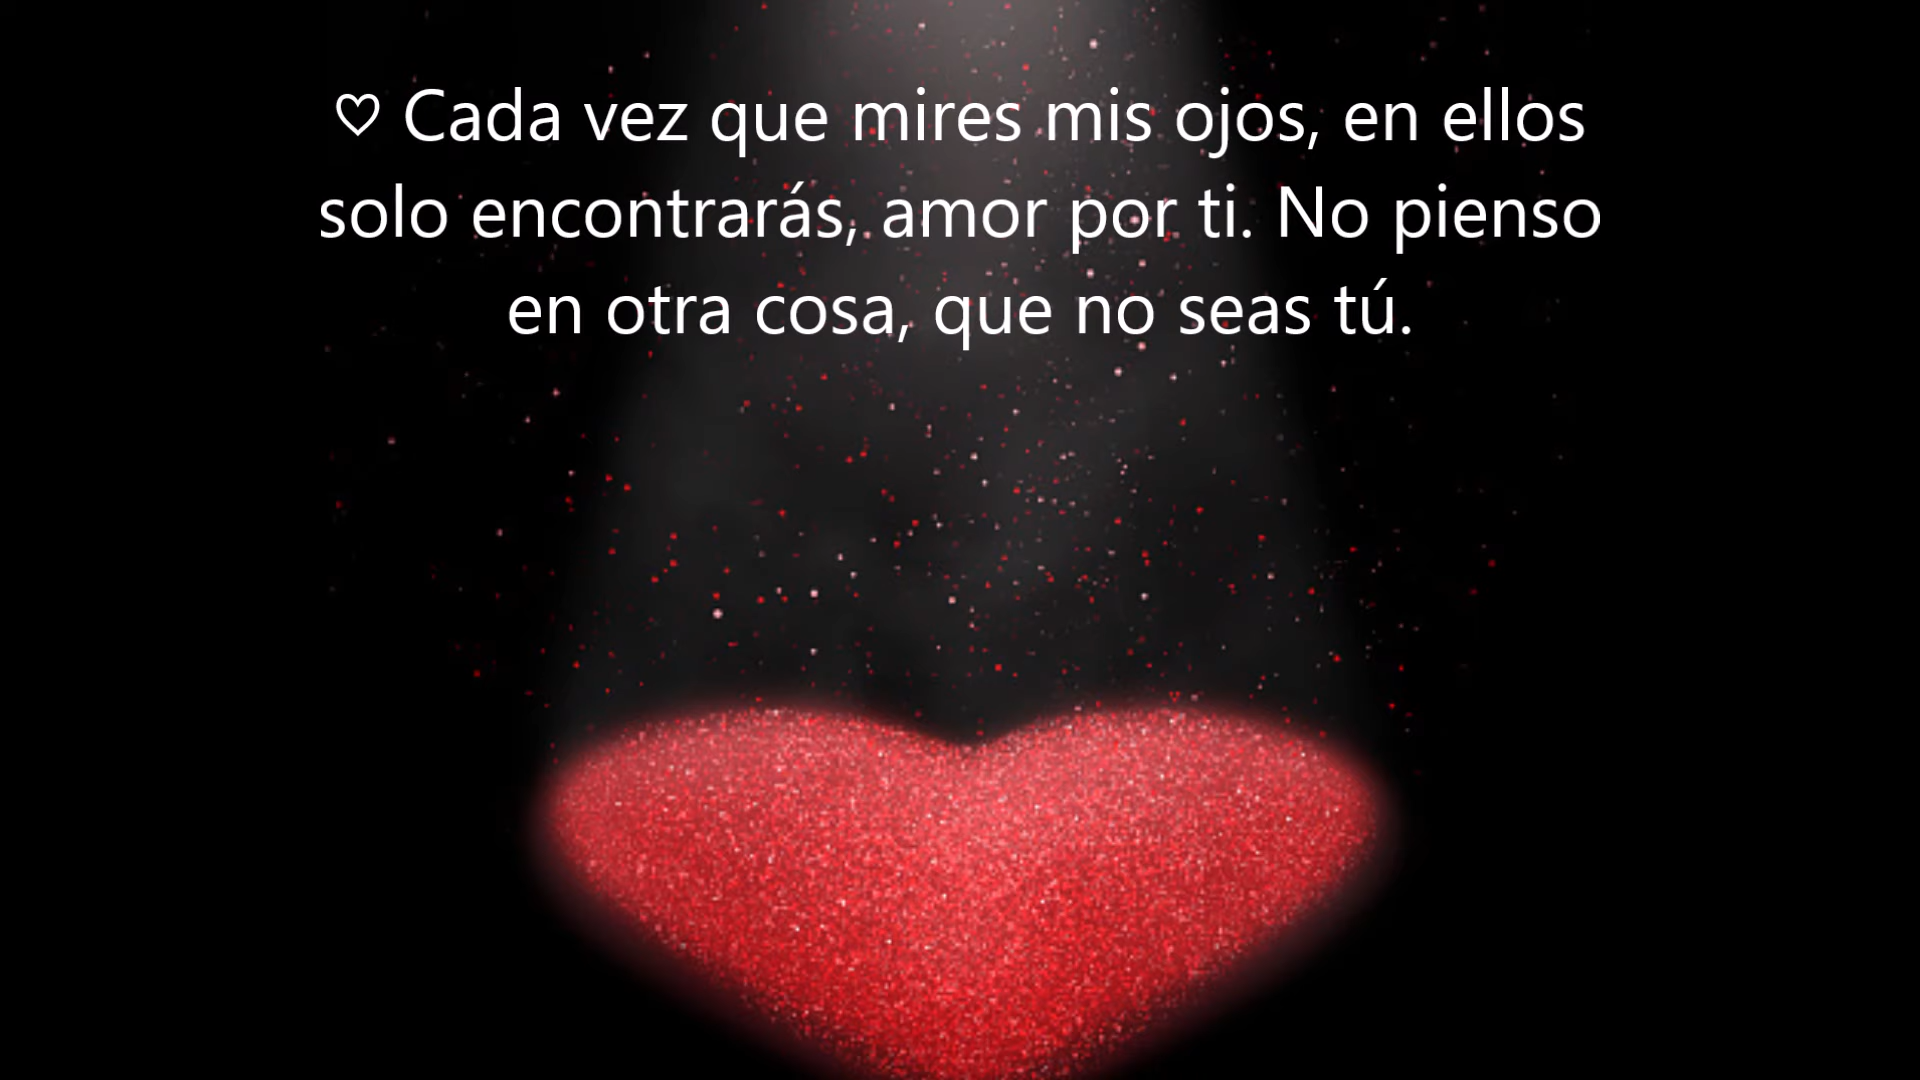 ♡ Cada vez que mires mis ojos, en ellos
solo encontrarás, amor por ti. No pienso
en otra cosa, que no seas tú.